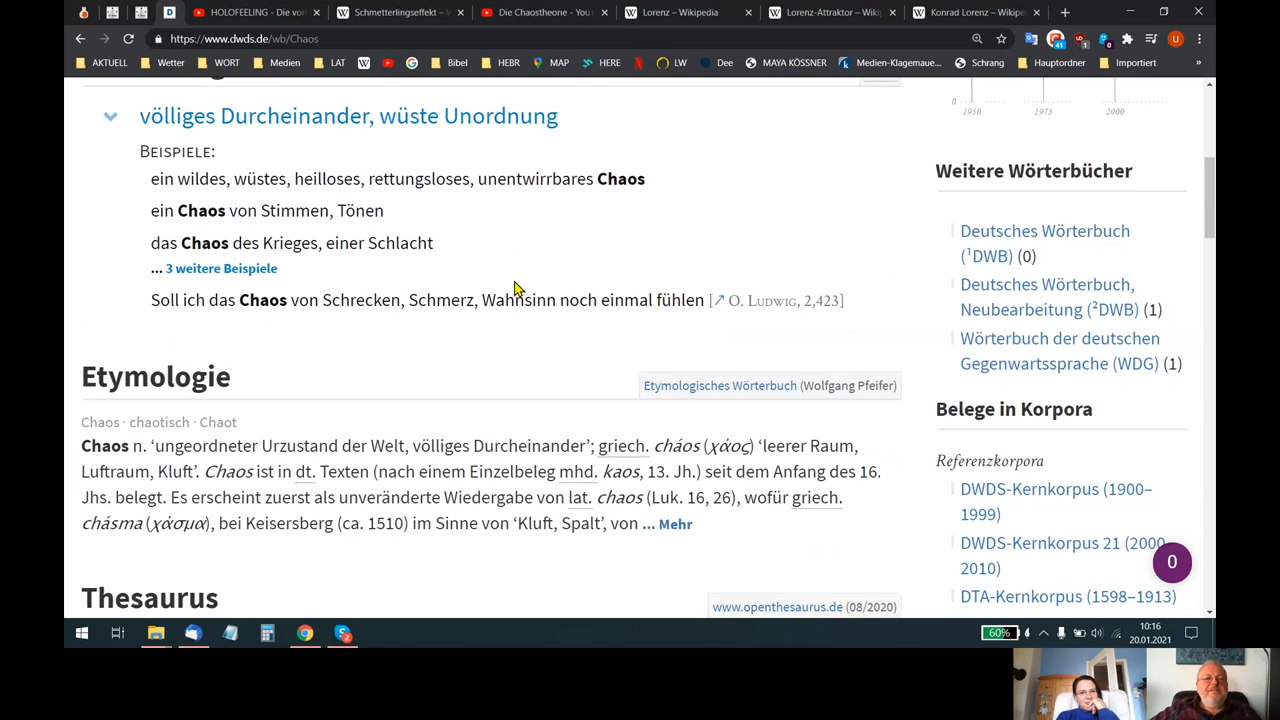 HOLOFEELING - Die vor
Schmetterlingseffekt –
Die Chaostheorie - You
Lorenz – Wikipedia
Lorenz-Attraktor – Wikip
Konrad Lorenz – Wikipe
https://www.dwds.de/wb/Chaos
AKTUELL Wetter WORT Medien LAT Bibel HEBR MAP HERE LW Dee MAYA KÖSSNER Medien-Klagemaue... Schrang Hauptordner Importiert
völliges Durcheinander, wüste Unordnung
BEISPIELE:
ein wildes, wüstes, heilloses, rettungsloses, unentwirrbares Chaos
ein Chaos von Stimmen, Tönen
das Chaos des Krieges, einer Schlacht
... 3 weitere Beispiele
Soll ich das Chaos von Schrecken, Schmerz, Wahnsinn noch einmal fühlen [↗ O. LUDWIG, 2,423]
Etymologie
Etymologisches Wörterbuch (Wolfgang Pfeifer)
Chaos · chaotisch · Chaot
Chaos n. ‘ungeordneter Urzustand der Welt, völliges Durcheinander’; griech. cháos (χάος) ‘leerer Raum,
Luftraum, Kluft’. Chaos ist in dt. Texten (nach einem Einzelbeleg mhd. kaos, 13. Jh.) seit dem Anfang des 16.
Jhs. belegt. Es erscheint zuerst als unveränderte Wiedergabe von lat. chaos (Luk. 16, 26), wofür griech.
chásma (χάσμα), bei Keisersberg (ca. 1510) im Sinne von ‘Kluft, Spalt’, von ... Mehr
Thesaurus
www.openthesaurus.de (08/2020)
0
1950 1975 2000
Weitere Wörterbücher
Deutsches Wörterbuch
(¹DWB) (0)
Deutsches Wörterbuch,
Neubearbeitung (²DWB) (1)
Wörterbuch der deutschen
Gegenwartssprache (WDG) (1)
Belege in Korpora
Referenzkorpora
DWDS-Kernkorpus (1900–
1999)
DWDS-Kernkorpus 21 (2000
2010)
0
DTA-Kernkorpus (1598–1913)
60%
10:16
20.01.2021